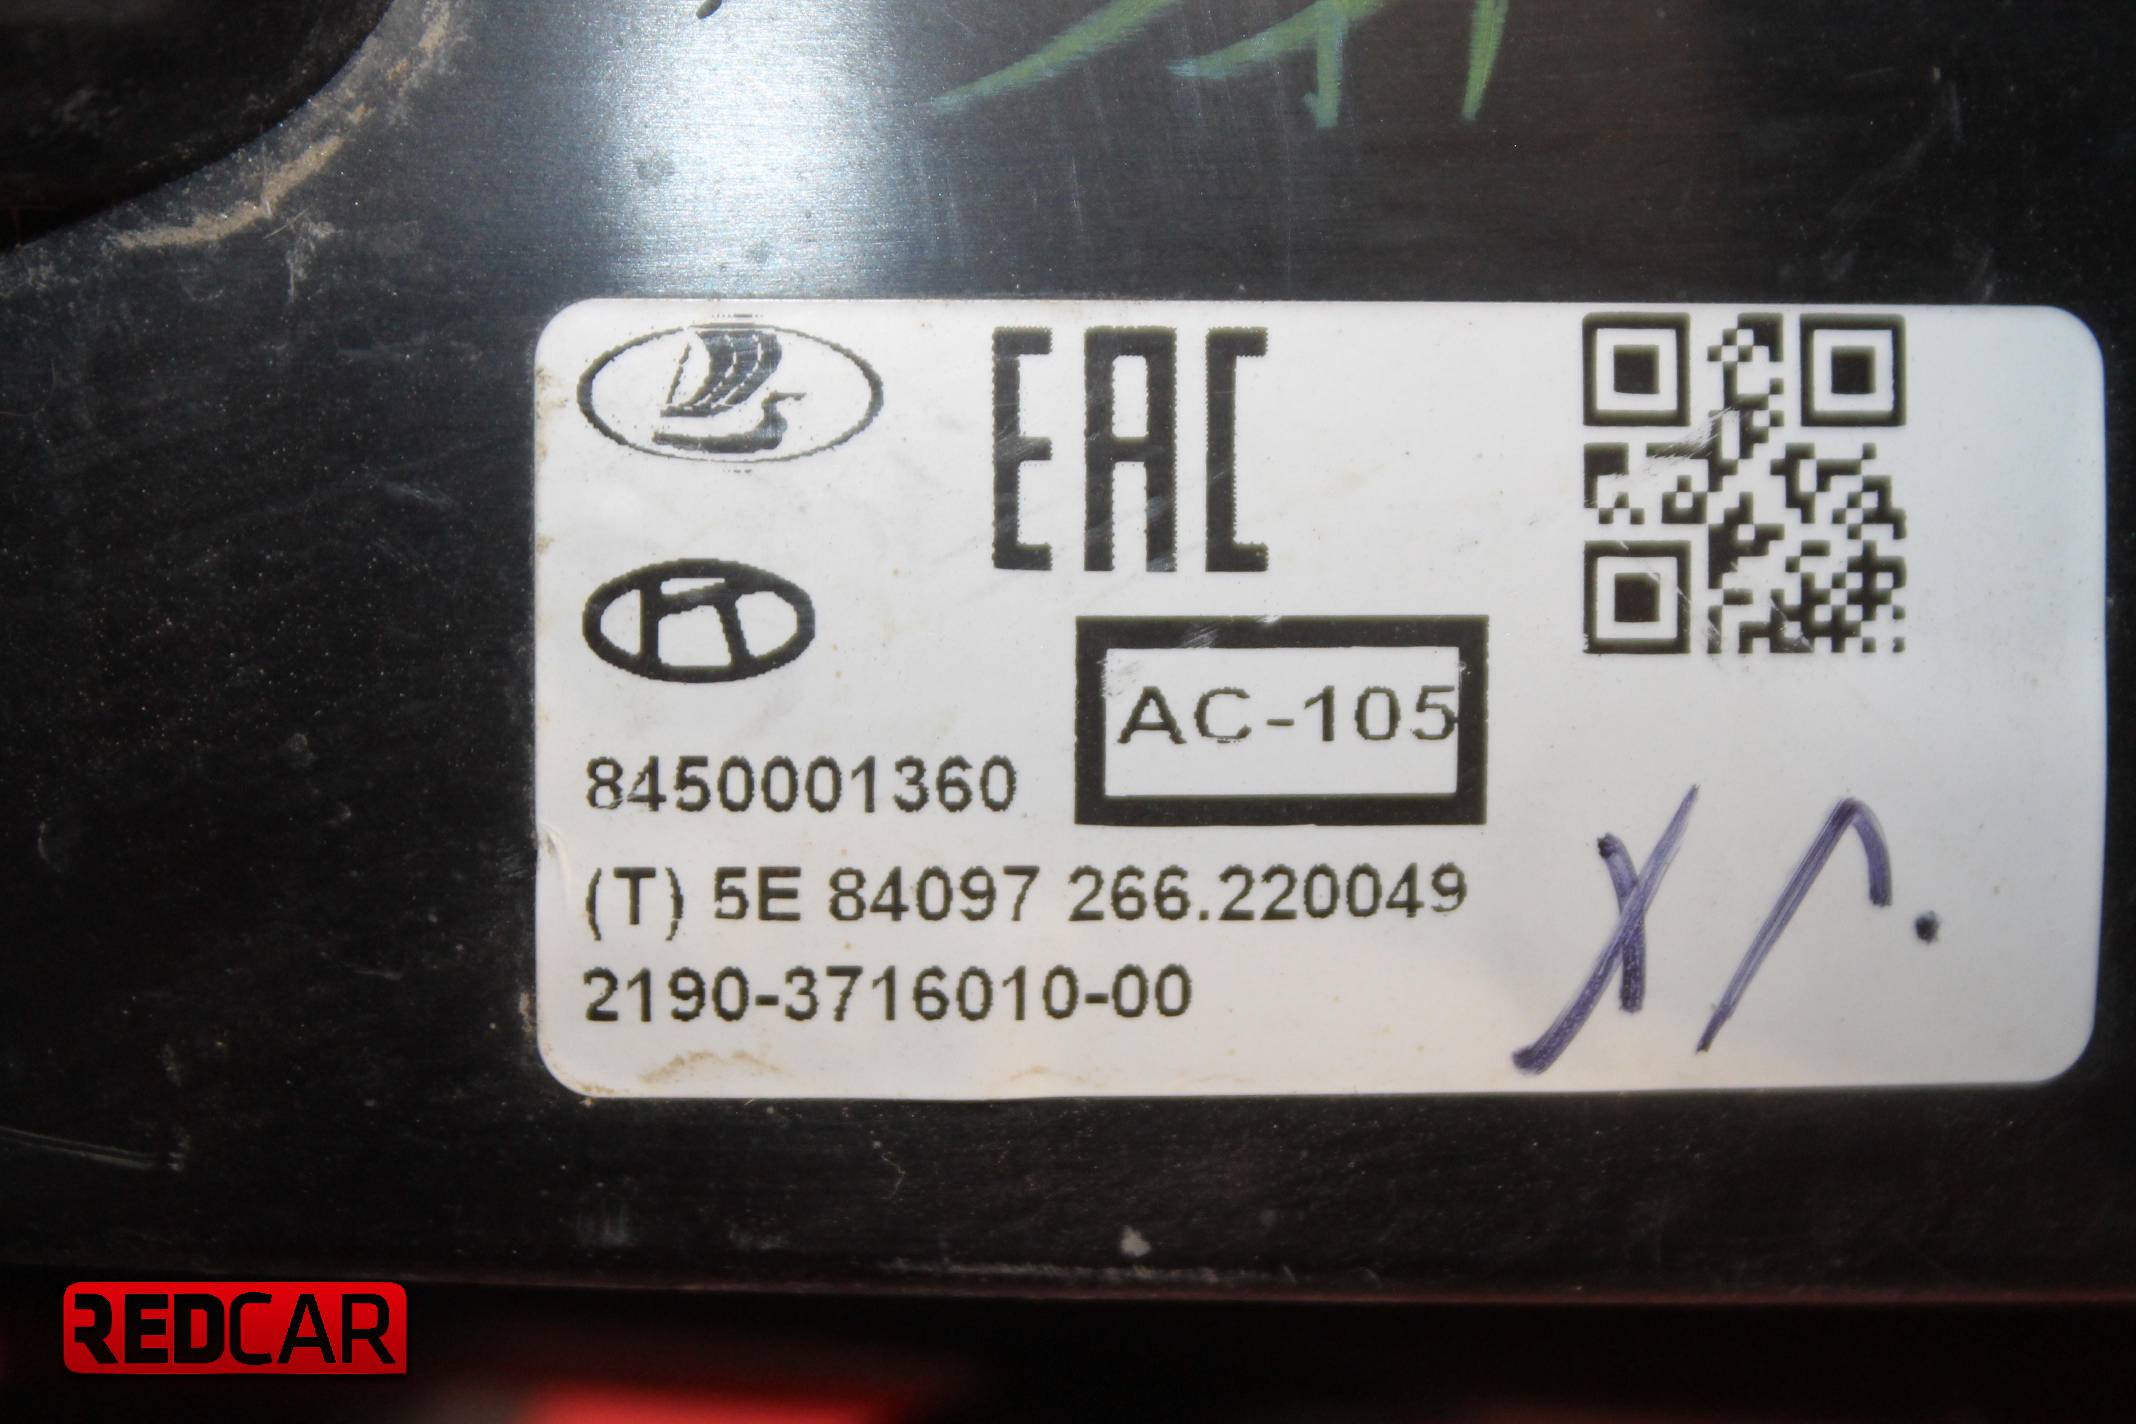 EAC
AC-105
8450001360
(T) 5E 84097 266.220049
2190-3716010-00
REDCAR